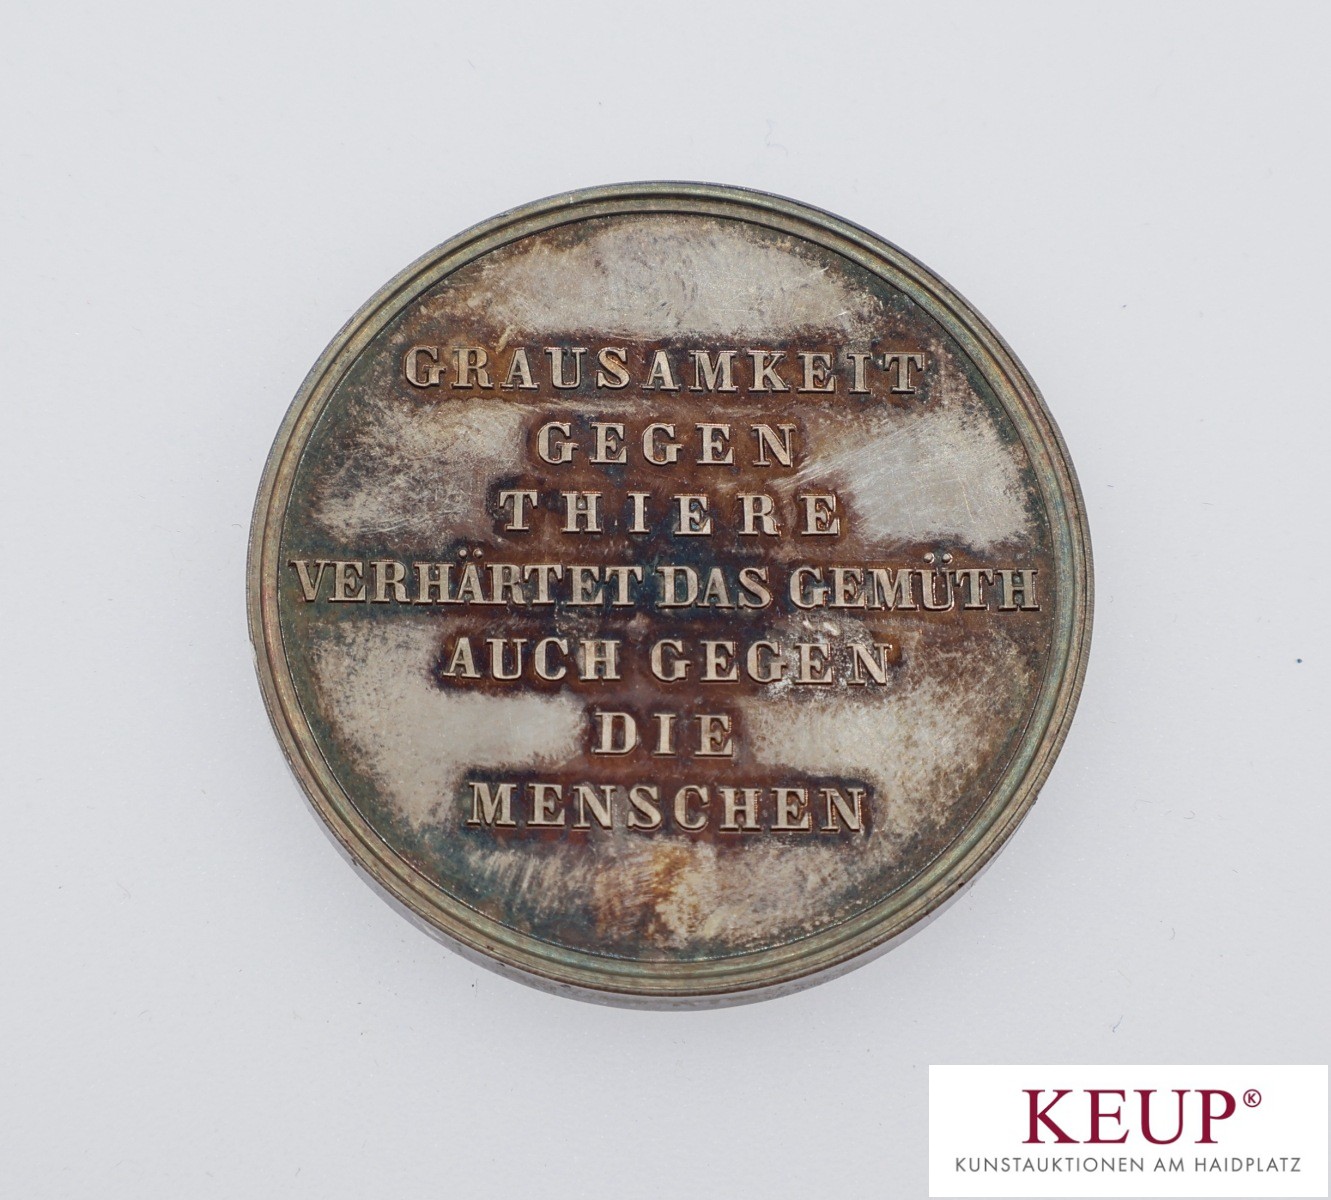 GRAUSAMKEIT
GEGEN
THIERE
VERHÄRTET DAS GEMÜTH
AUCH GEGEN
DIE
MENSCHEN
KEUP®
KUNSTAUKTIONEN AM HAIDPLATZ